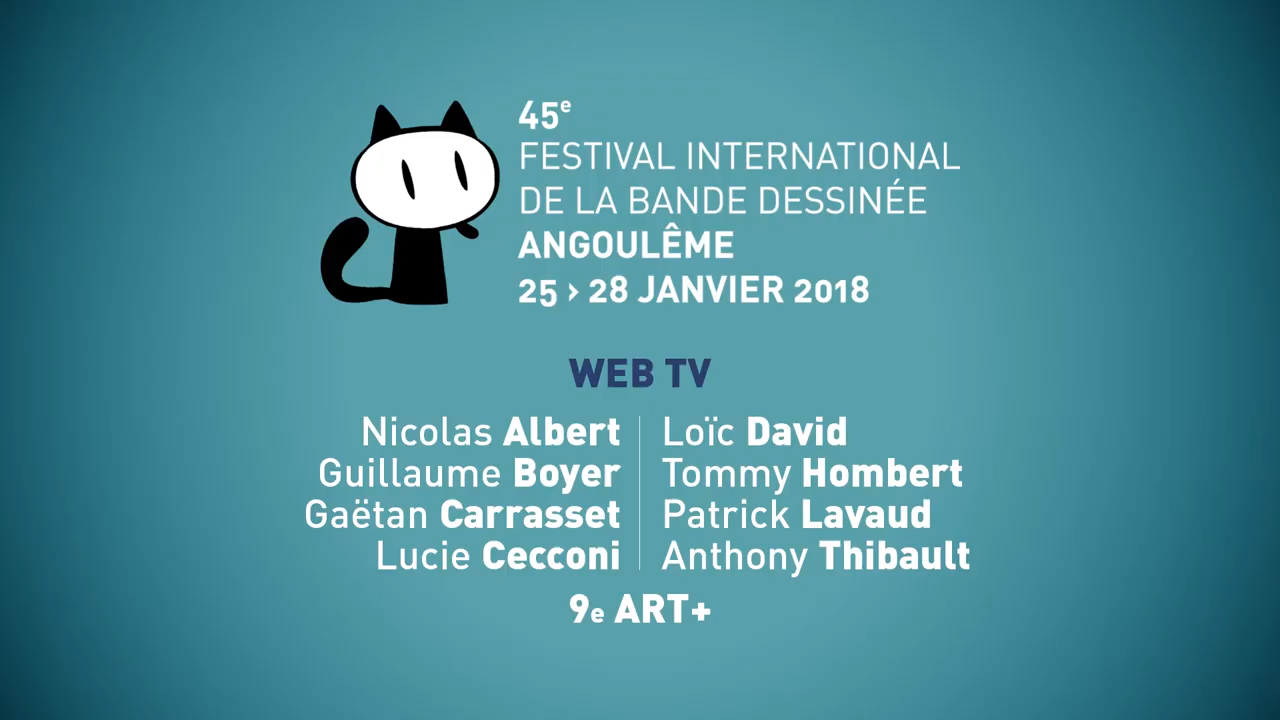 45e
FESTIVAL INTERNATIONAL
DE LA BANDE DESSINÉE
ANGOULÊME
25 › 28 JANVIER 2018
WEB TV
Nicolas Albert
Guillaume Boyer
Gaëtan Carrasset
Lucie Cecconi
Loïc David
Tommy Hombert
Patrick Lavaud
Anthony Thibault
9e ART+